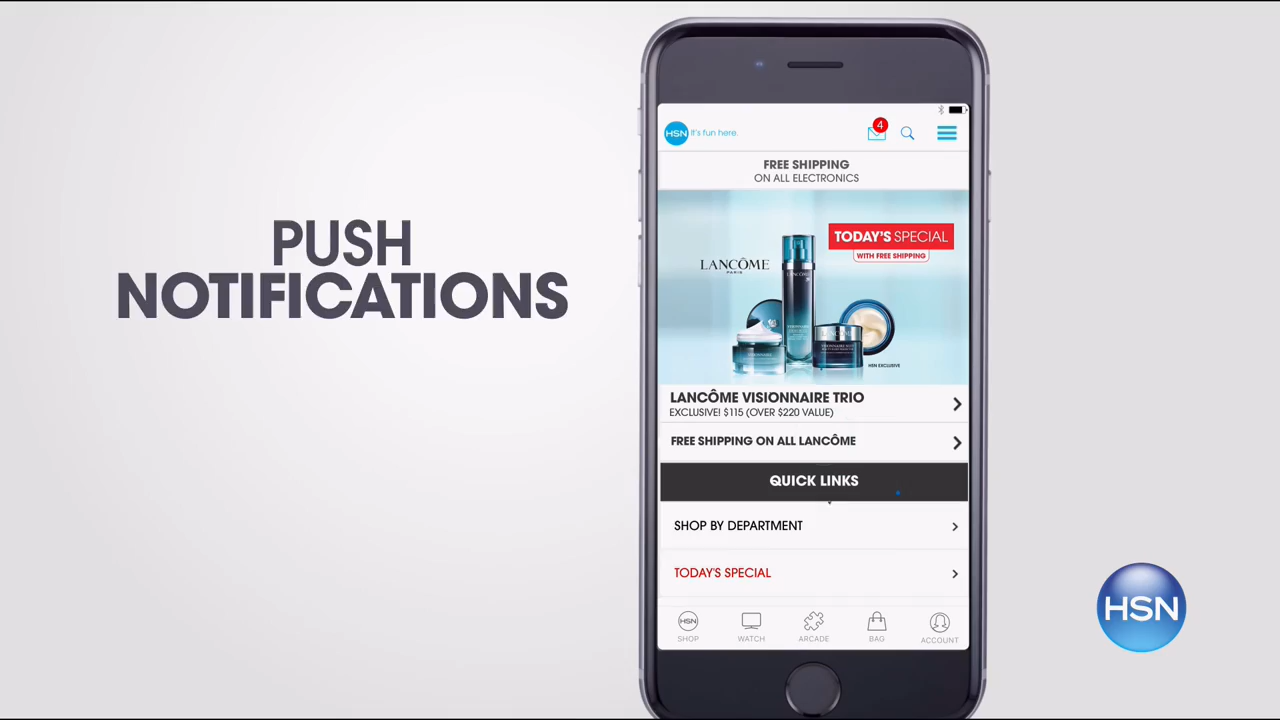 PUSH
NOTIFICATIONS
HSN It's fun here.
4
FREE SHIPPING
ON ALL ELECTRONICS
TODAY'S SPECIAL
WITH FREE SHIPPING
LANCÔME
PARIS
HSN EXCLUSIVE
LANCÔME VISIONNAIRE TRIO
EXCLUSIVE! $115 (OVER $220 VALUE)
FREE SHIPPING ON ALL LANCÔME
QUICK LINKS
SHOP BY DEPARTMENT
TODAY'S SPECIAL
HSN
SHOP
WATCH
ARCADE
BAG
ACCOUNT
HSN